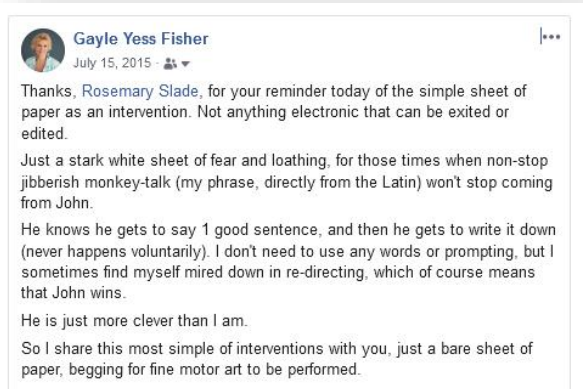 Gayle Yess Fisher
July 15, 2015 ·
Thanks, Rosemary Slade, for your reminder today of the simple sheet of
paper as an intervention. Not anything electronic that can be exited or
edited.
Just a stark white sheet of fear and loathing, for those times when non-stop
jibberish monkey-talk (my phrase, directly from the Latin) won't stop coming
from John.
He knows he gets to say 1 good sentence, and then he gets to write it down
(never happens voluntarily). I don't need to use any words or prompting, but I
sometimes find myself mired down in re-directing, which of course means
that John wins.
He is just more clever than I am.
So I share this most simple of interventions with you, just a bare sheet of
paper, begging for fine motor art to be performed.